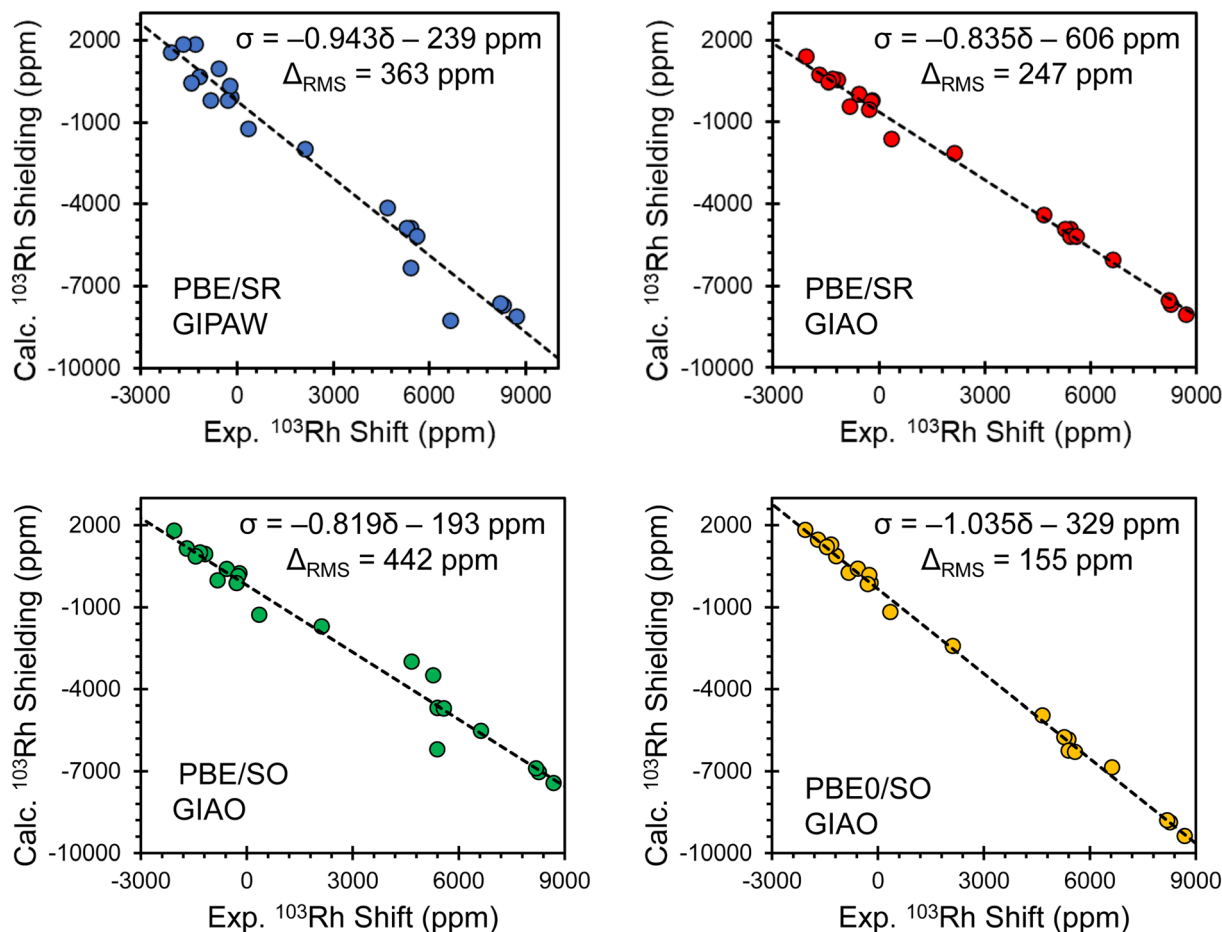 σ = –0.943δ – 239 ppm
Δ_RMS = 363 ppm
PBE/SR
GIPAW
Calc. ¹⁰³Rh Shielding (ppm)
2000
-1000
-4000
-7000
-10000
-3000 0 3000 6000 9000
Exp. ¹⁰³Rh Shift (ppm)
σ = –0.835δ – 606 ppm
Δ_RMS = 247 ppm
PBE/SR
GIAO
Calc. ¹⁰³Rh Shielding (ppm)
2000
-1000
-4000
-7000
-10000
-3000 0 3000 6000 9000
Exp. ¹⁰³Rh Shift (ppm)
σ = –0.819δ – 193 ppm
Δ_RMS = 442 ppm
PBE/SO
GIAO
Calc. ¹⁰³Rh Shielding (ppm)
2000
-1000
-4000
-7000
-10000
-3000 0 3000 6000 9000
Exp. ¹⁰³Rh Shift (ppm)
σ = –1.035δ – 329 ppm
Δ_RMS = 155 ppm
PBE0/SO
GIAO
Calc. ¹⁰³Rh Shielding (ppm)
2000
-1000
-4000
-7000
-10000
-3000 0 3000 6000 9000
Exp. ¹⁰³Rh Shift (ppm)